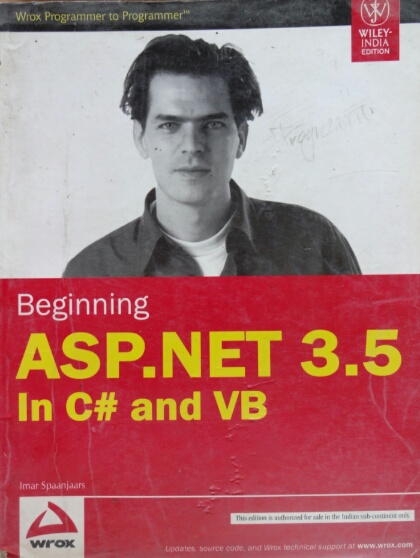 Wrox Programmer to Programmer™
WILEY-
INDIA
EDITION
Beginning
ASP.NET 3.5
In C# and VB
Imar Spaanjaars
This edition is authorized for sale in the Indian sub-continent only.
wrox
Updates, source code, and Wrox technical support at www.wrox.com